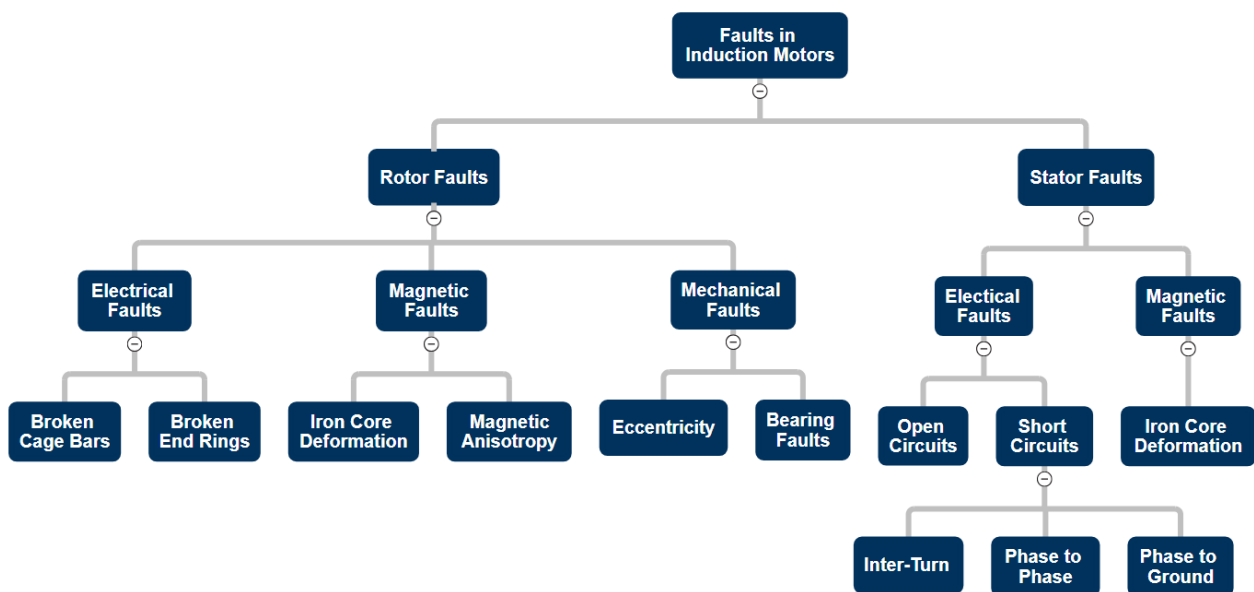 Faults in
Induction Motors
Rotor Faults
Stator Faults
Electrical
Faults
Magnetic
Faults
Mechanical
Faults
Electical
Faults
Magnetic
Faults
Broken
Cage Bars
Broken
End Rings
Iron Core
Deformation
Magnetic
Anisotropy
Eccentricity
Bearing
Faults
Open
Circuits
Short
Circuits
Iron Core
Deformation
Inter-Turn
Phase to
Phase
Phase to
Ground